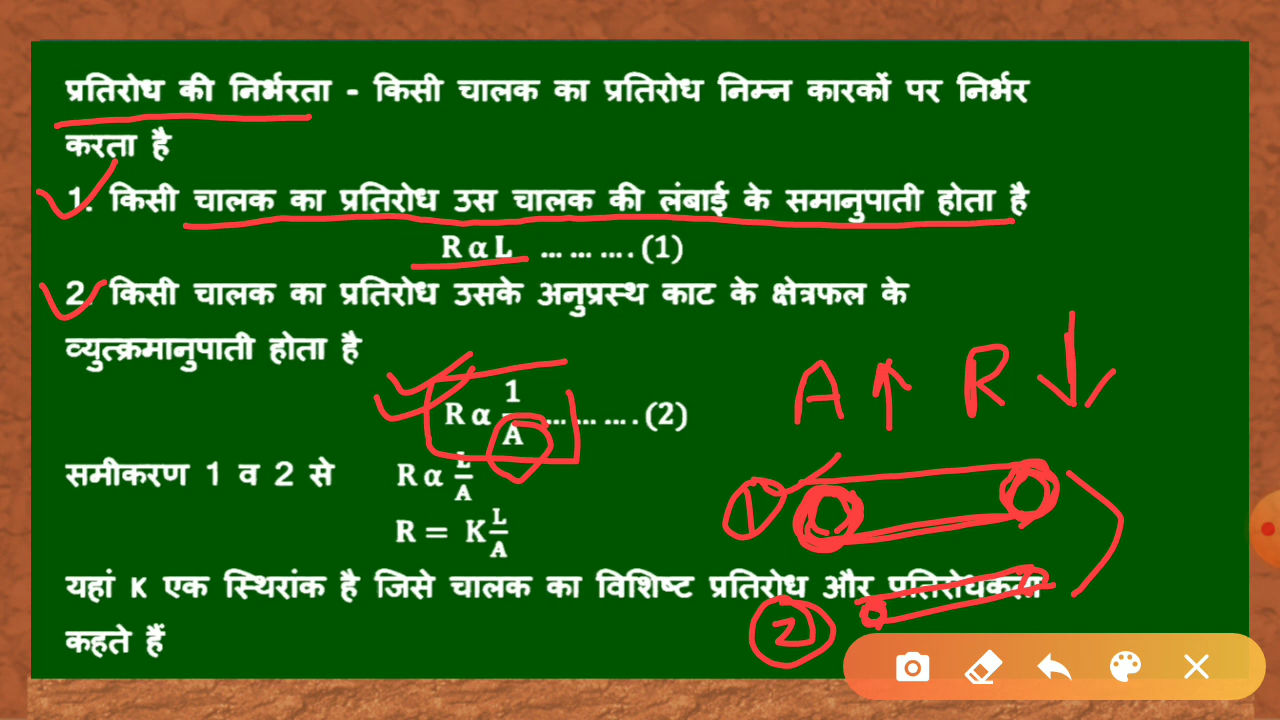 प्रतिरोध की निर्भरता - किसी चालक का प्रतिरोध निम्न कारकों पर निर्भर
करता है
1. किसी चालक का प्रतिरोध उस चालक की लंबाई के समानुपाती होता है
R α L ... ... ... . (1)
2. किसी चालक का प्रतिरोध उसके अनुप्रस्थ काट के क्षेत्रफल के
व्युत्क्रमानुपाती होता है
R α 1/A ... ... ... . (2)
A ↑ R ↓
समीकरण 1 व 2 से R α L/A
R = K L/A
1
यहां K एक स्थिरांक है जिसे चालक का विशिष्ट प्रतिरोध और प्रतिरोधकता
कहते हैं
2